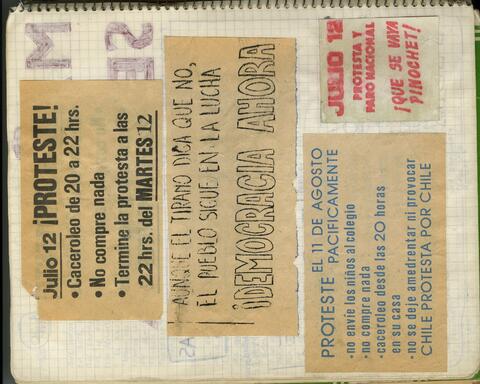 Julio 12 ¡PROTESTE!
• Caceroleo de 20 a 22 hrs.
• No compre nada
• Termine la protesta a las
22 hrs. del MARTES 12
AUNQUE EL TIRANO DIGA QUE NO,
EL PUEBLO SIGUE EN LA LUCHA
¡DEMOCRACIA AHORA
JULIO 12
PROTESTA Y
PARO NACIONAL
¡QUE SE VAYA
PINOCHET!
PROTESTE EL 11 DE AGOSTO
PACIFICAMENTE
• no envie los niños al colegio
• no compre nada
• caceroleo desde las 20 horas
en su casa
• no se deje amedrentar ni provocar
CHILE PROTESTA POR CHILE